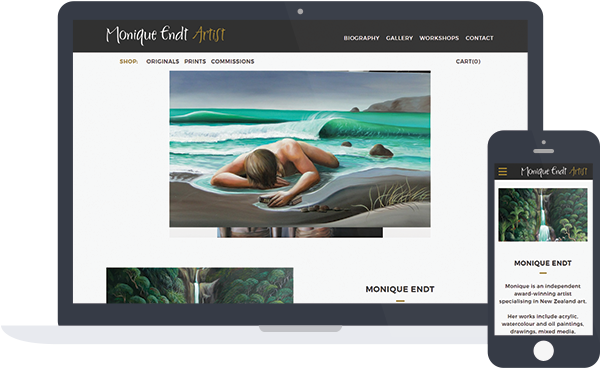 Monique Endt Artist
BIOGRAPHY GALLERY WORKSHOPS CONTACT
SHOP: ORIGINALS PRINTS COMMISSIONS CART(0)
MONIQUE ENDT
Monique Endt Artist
MONIQUE ENDT
Monique is an independent
award-winning artist
specialising in New Zealand art.
Her works include acrylic,
watercolour and oil paintings,
drawings, mixed media,